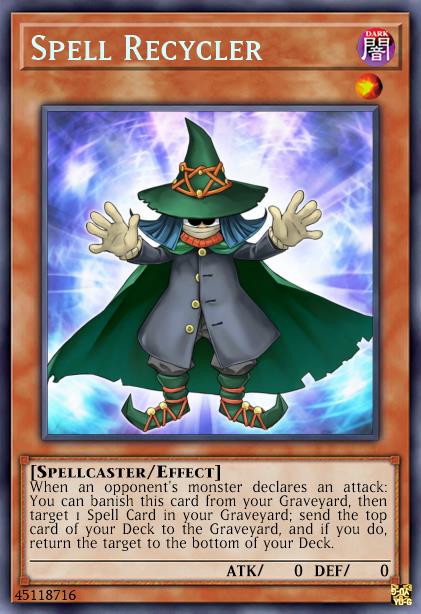 Spell Recycler
DARK
闇
[Spellcaster/Effect]
When an opponent's monster declares an attack:
You can banish this card from your Graveyard, then
target 1 Spell Card in your Graveyard; send the top
card of your Deck to the Graveyard, and if you do,
return the target to the bottom of your Deck.
ATK/ 0 DEF/ 0
45118716